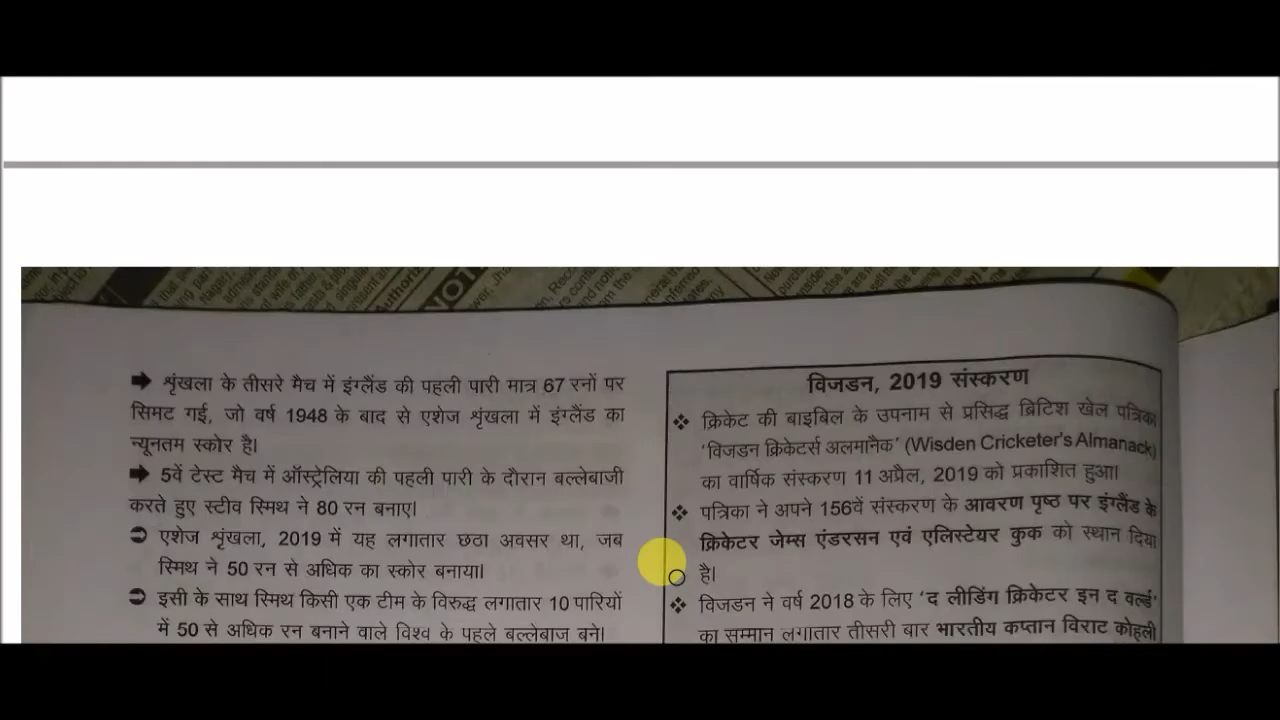 ➡ शृंखला के तीसरे मैच में इंग्लैंड की पहली पारी मात्र 67 रनों पर
सिमट गई, जो वर्ष 1948 के बाद से एशेज शृंखला में इंग्लैंड का
न्यूनतम स्कोर है।
➡ 5वें टेस्ट मैच में ऑस्ट्रेलिया की पहली पारी के दौरान बल्लेबाजी
करते हुए स्टीव स्मिथ ने 80 रन बनाए।
➲ एशेज शृंखला, 2019 में यह लगातार छठा अवसर था, जब
स्मिथ ने 50 रन से अधिक का स्कोर बनाया।
➲ इसी के साथ स्मिथ किसी एक टीम के विरुद्ध लगातार 10 पारियों
में 50 से अधिक रन बनाने वाले विश्व के पहले बल्लेबाज बने।
विजडन, 2019 संस्करण
❖ क्रिकेट की बाइबिल के उपनाम से प्रसिद्ध ब्रिटिश खेल पत्रिका
'विजडन क्रिकेटर्स अलमानैक' (Wisden Cricketer's Almanack)
का वार्षिक संस्करण 11 अप्रैल, 2019 को प्रकाशित हुआ।
❖ पत्रिका ने अपने 156वें संस्करण के आवरण पृष्ठ पर इंग्लैंड के
क्रिकेटर जेम्स एंडरसन एवं एलिस्टेयर कुक को स्थान दिया
है।
❖ विजडन ने वर्ष 2018 के लिए 'द लीडिंग क्रिकेटर इन द वर्ल्ड'
का सम्मान लगातार तीसरी बार भारतीय कप्तान विराट कोहली